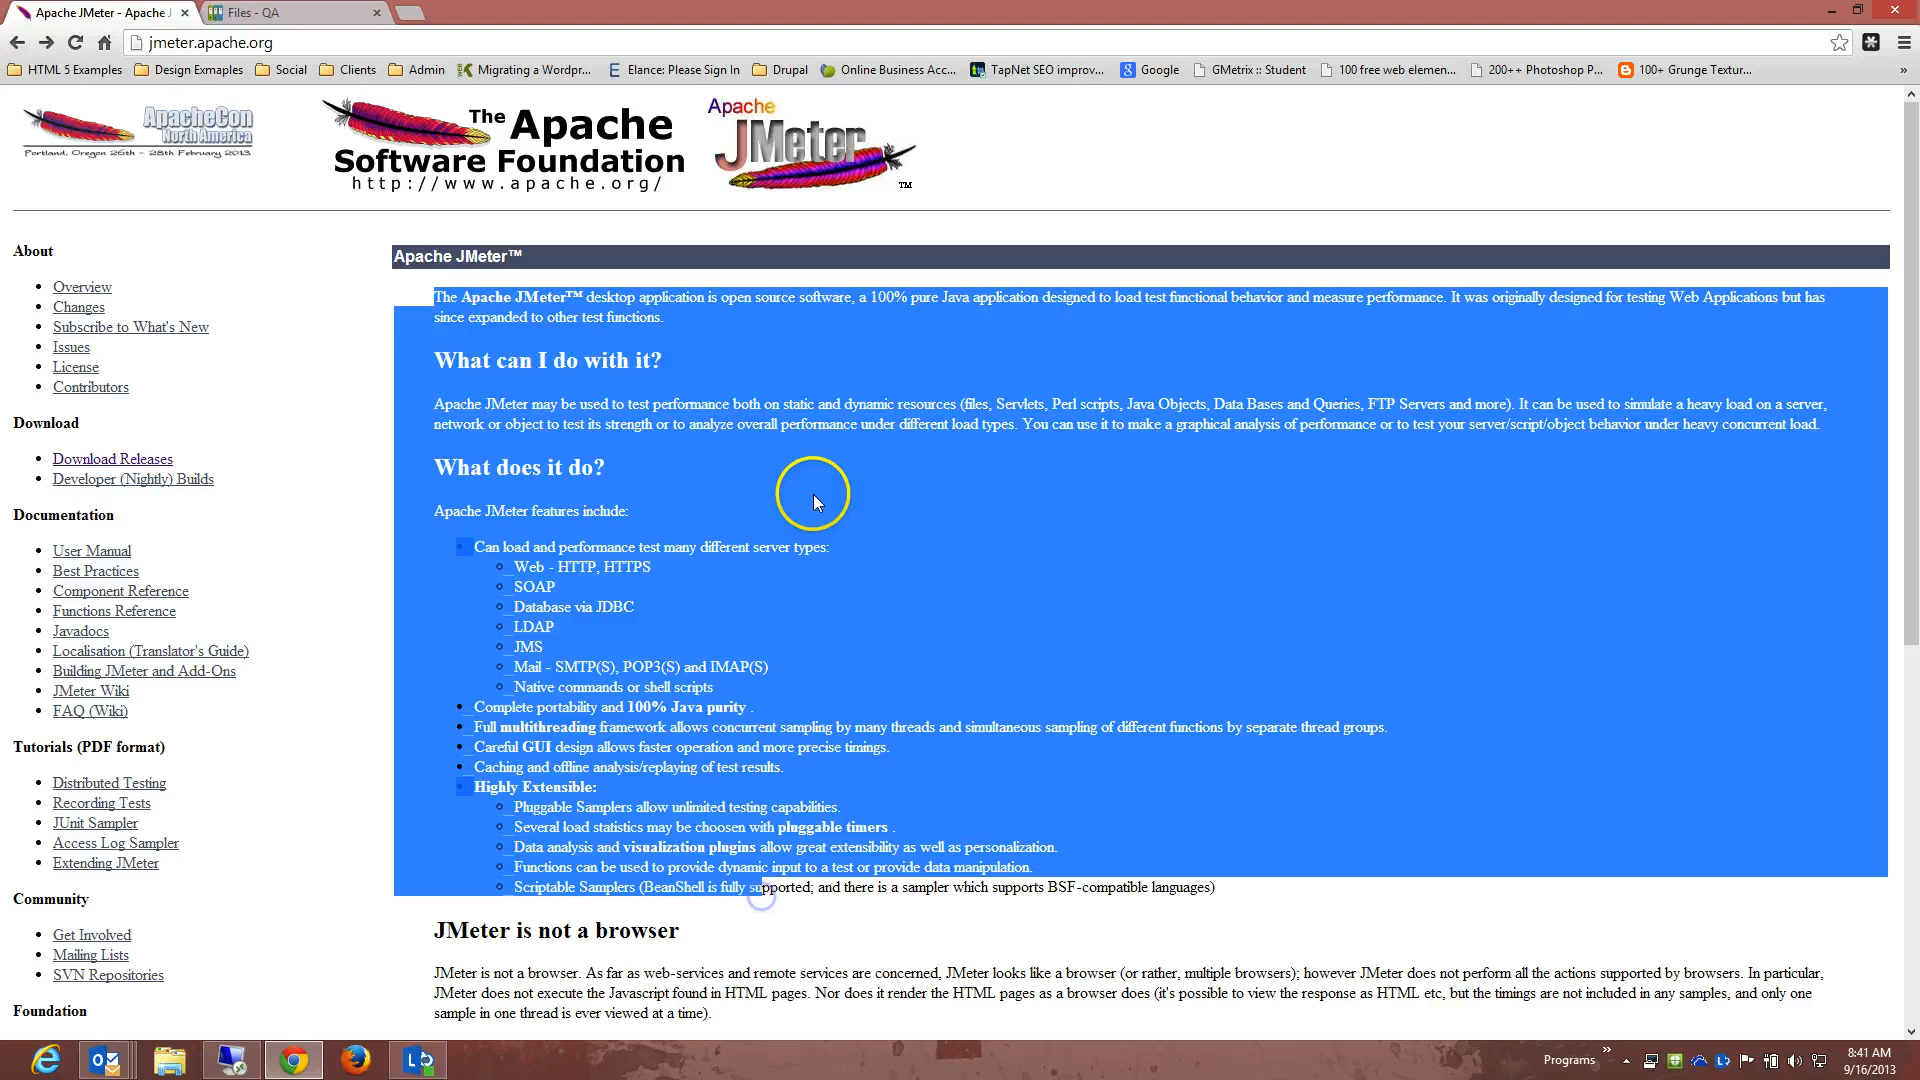 Apache JMeter - Apache J
Files - QA
jmeter.apache.org
HTML 5 Examples
Design Exmaples
Social
Clients
Admin
Migrating a Wordpr...
Elance: Please Sign In
Drupal
Online Business Acc...
TapNet SEO improv...
Google
GMetrix :: Student
100 free web elemen...
200++ Photoshop P...
100+ Grunge Textur...
»
ApacheCon
North America
Portland, Oregon 26th - 28th February 2013
The Apache
Software Foundation
http://www.apache.org/
Apache
JMeter
TM
About
Overview
Changes
Subscribe to What's New
Issues
License
Contributors
Download
Download Releases
Developer (Nightly) Builds
Documentation
User Manual
Best Practices
Component Reference
Functions Reference
Javadocs
Localisation (Translator's Guide)
Building JMeter and Add-Ons
JMeter Wiki
FAQ (Wiki)
Tutorials (PDF format)
Distributed Testing
Recording Tests
JUnit Sampler
Access Log Sampler
Extending JMeter
Community
Get Involved
Mailing Lists
SVN Repositories
Foundation
Apache JMeter™
The Apache JMeter™ desktop application is open source software, a 100% pure Java application designed to load test functional behavior and measure performance. It was originally designed for testing Web Applications but has
since expanded to other test functions.
What can I do with it?
Apache JMeter may be used to test performance both on static and dynamic resources (files, Servlets, Perl scripts, Java Objects, Data Bases and Queries, FTP Servers and more). It can be used to simulate a heavy load on a server,
network or object to test its strength or to analyze overall performance under different load types. You can use it to make a graphical analysis of performance or to test your server/script/object behavior under heavy concurrent load.
What does it do?
Apache JMeter features include:
Can load and performance test many different server types:
Web - HTTP, HTTPS
SOAP
Database via JDBC
LDAP
JMS
Mail - SMTP(S), POP3(S) and IMAP(S)
Native commands or shell scripts
Complete portability and 100% Java purity .
Full multithreading framework allows concurrent sampling by many threads and simultaneous sampling of different functions by separate thread groups.
Careful GUI design allows faster operation and more precise timings.
Caching and offline analysis/replaying of test results.
Highly Extensible:
Pluggable Samplers allow unlimited testing capabilities.
Several load statistics may be choosen with pluggable timers .
Data analysis and visualization plugins allow great extensibility as well as personalization.
Functions can be used to provide dynamic input to a test or provide data manipulation.
Scriptable Samplers (BeanShell is fully supported; and there is a sampler which supports BSF-compatible languages)
JMeter is not a browser
JMeter is not a browser. As far as web-services and remote services are concerned, JMeter looks like a browser (or rather, multiple browsers); however JMeter does not perform all the actions supported by browsers. In particular,
JMeter does not execute the Javascript found in HTML pages. Nor does it render the HTML pages as a browser does (it's possible to view the response as HTML etc, but the timings are not included in any samples, and only one
sample in one thread is ever viewed at a time).
Programs
»
8:41 AM
9/16/2013